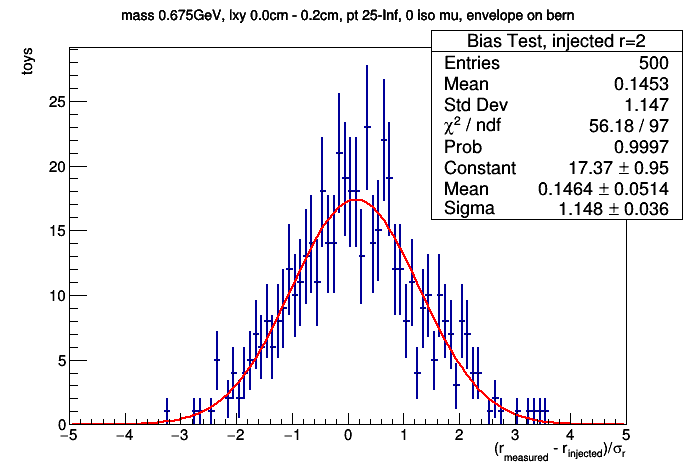 mass 0.675GeV, lxy 0.0cm - 0.2cm, pt 25-Inf, 0 Iso mu, envelope on bern
Bias Test, injected r=2
Entries 500
Mean 0.1453
Std Dev 1.147
χ² / ndf 56.18 / 97
Prob 0.9997
Constant 17.37 ± 0.95
Mean 0.1464 ± 0.0514
Sigma 1.148 ± 0.036
toys
25
20
15
10
5
0
−5 −4 −3 −2 −1 0 1 2 3 4 5
(r_measured - r_injected)/σ_r